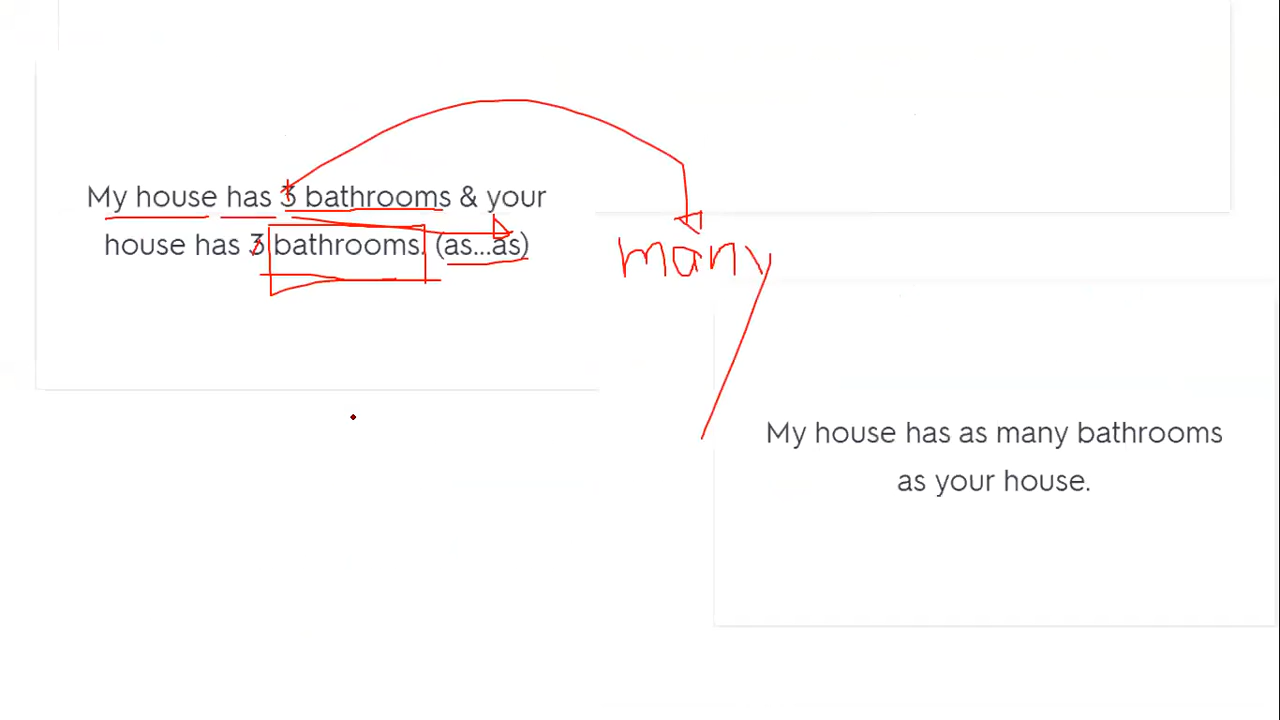 My house has 3 bathrooms & your
house has 3 bathrooms. (as...as)
many
My house has as many bathrooms
as your house.